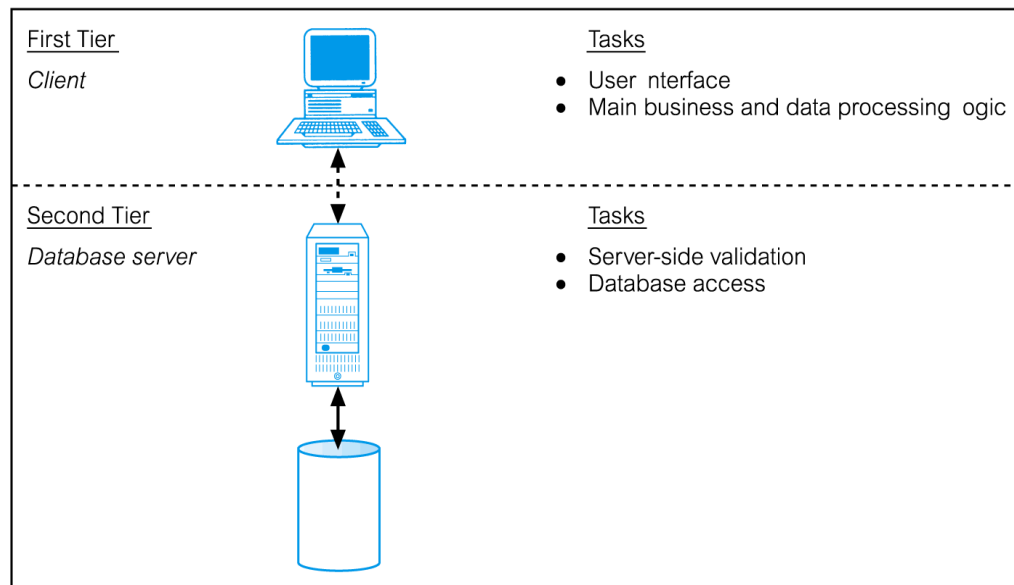 First Tier
Tasks
Client
● User nterface
● Main business and data processing ogic
Second Tier
Tasks
Database server
● Server-side validation
● Database access